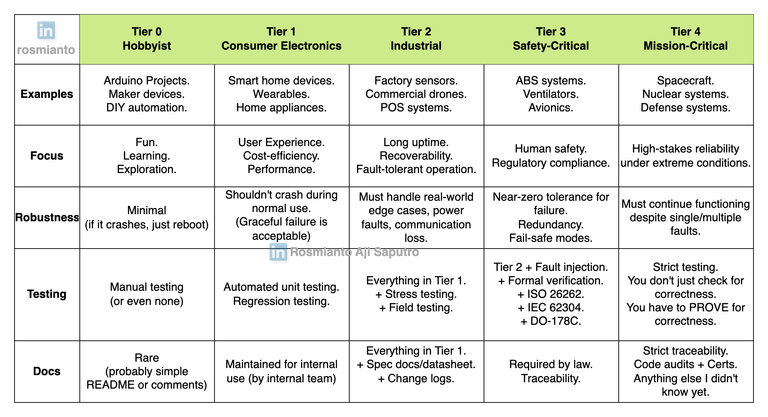 in
rosmianto
Tier 0
Hobbyist
Tier 1
Consumer Electronics
Tier 2
Industrial
Tier 3
Safety-Critical
Tier 4
Mission-Critical
Examples
Arduino Projects.
Maker devices.
DIY automation.
Smart home devices.
Wearables.
Home appliances.
Factory sensors.
Commercial drones.
POS systems.
ABS systems.
Ventilators.
Avionics.
Spacecraft.
Nuclear systems.
Defense systems.
Focus
Fun.
Learning.
Exploration.
User Experience.
Cost-efficiency.
Performance.
Long uptime.
Recoverability.
Fault-tolerant operation.
Human safety.
Regulatory compliance.
High-stakes reliability
under extreme conditions.
Robustness
Minimal
(if it crashes, just reboot)
Shouldn't crash during
normal use.
(Graceful failure is
acceptable)
Must handle real-world
edge cases, power
faults, communication
loss.
Near-zero tolerance for
failure.
Redundancy.
Fail-safe modes.
Must continue functioning
despite single/multiple
faults.
in Rosmianto Aji Saputro
Testing
Manual testing
(or even none)
Automated unit testing.
Regression testing.
Everything in Tier 1.
+ Stress testing.
+ Field testing.
Tier 2 + Fault injection.
+ Formal verification.
+ ISO 26262.
+ IEC 62304.
+ DO-178C.
Strict testing.
You don't just check for
correctness.
You have to PROVE for
correctness.
Docs
Rare
(probably simple
README or comments)
Maintained for internal
use (by internal team)
Everything in Tier 1.
+ Spec docs/datasheet.
+ Change logs.
Required by law.
Traceability.
Strict traceability.
Code audits + Certs.
Anything else I didn't
know yet.